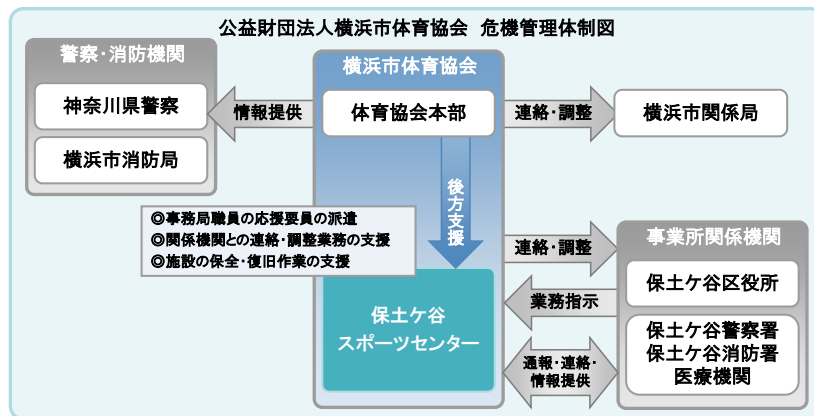 公益財団法人横浜市体育協会 危機管理体制図
警察・消防機関
神奈川県警察
横浜市消防局
情報提供
横浜市体育協会
体育協会本部
連絡・調整
横浜市関係局
後方支援
◎事務局職員の応援要員の派遣
◎関係機関との連絡・調整業務の支援
◎施設の保全・復旧作業の支援
保土ケ谷
スポーツセンター
連絡・調整
業務指示
通報・連絡・
情報提供
事業所関係機関
保土ケ谷区役所
保土ケ谷警察署
保土ケ谷消防署
医療機関